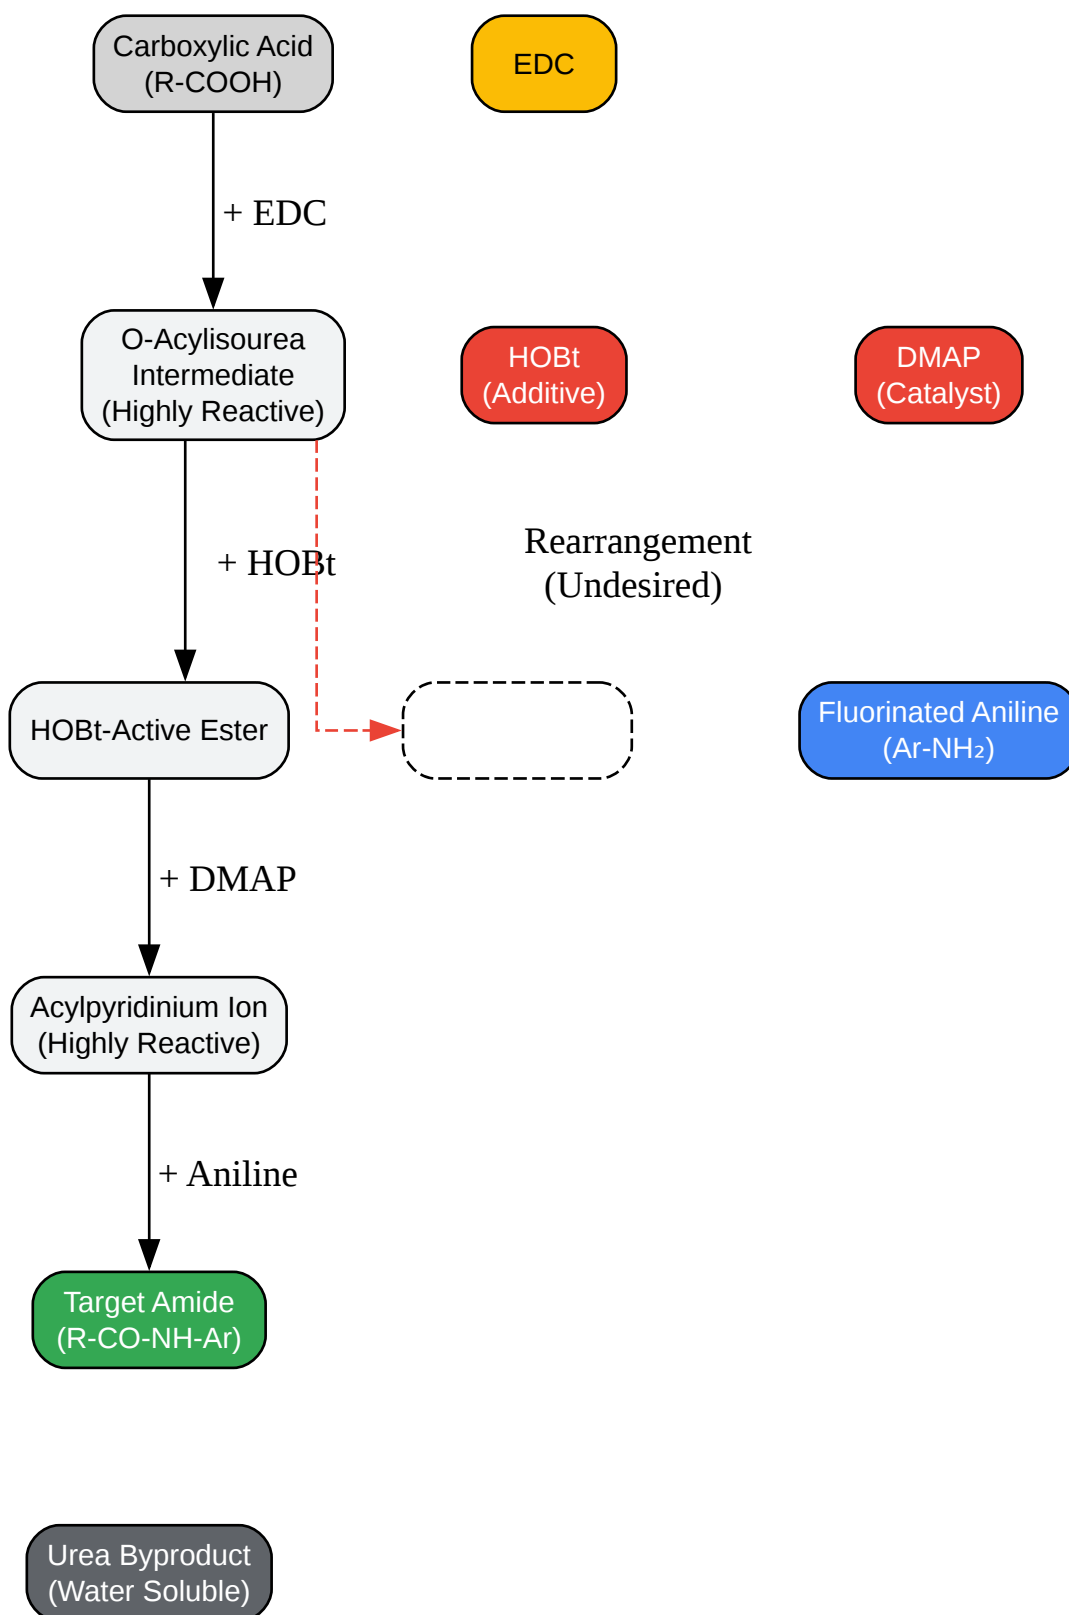 Carboxylic Acid
(R-COOH)
EDC
+ EDC
O-Acylisourea
Intermediate
(Highly Reactive)
HOBt
(Additive)
DMAP
(Catalyst)
+ HOBt
Rearrangement
(Undesired)
HOBt-Active Ester
Fluorinated Aniline
(Ar-NH₂)
+ DMAP
Acylpyridinium Ion
(Highly Reactive)
+ Aniline
Target Amide
(R-CO-NH-Ar)
Urea Byproduct
(Water Soluble)